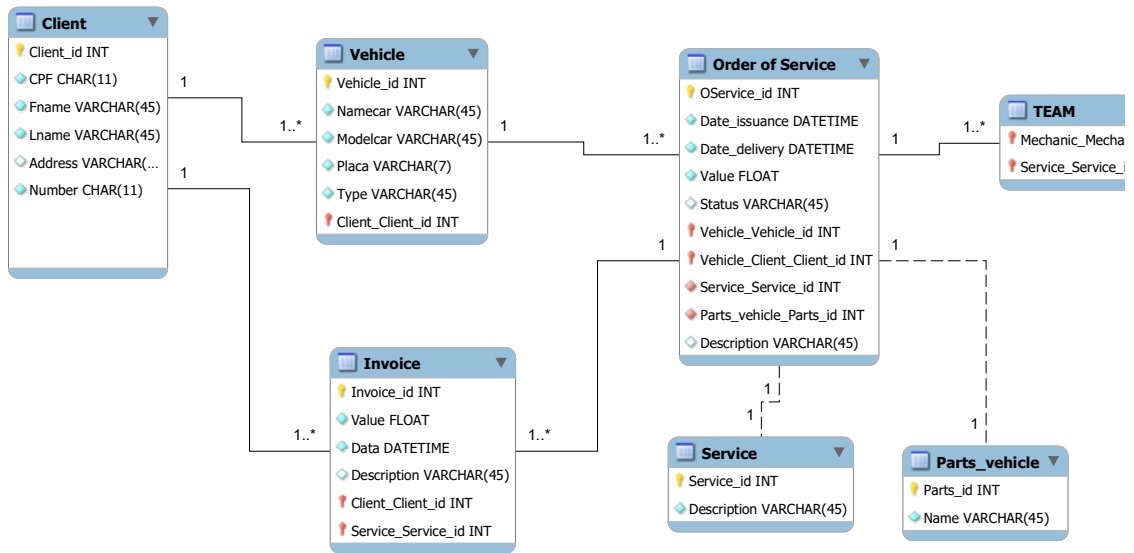 Client
Client_id INT
CPF CHAR(11)
Fname VARCHAR(45)
Lname VARCHAR(45)
Address VARCHAR(...
Number CHAR(11)
1
1..*
1
1..*
Vehicle
Vehicle_id INT
Namecar VARCHAR(45)
Modelcar VARCHAR(45)
Placa VARCHAR(7)
Type VARCHAR(45)
Client_Client_id INT
1
1..*
Order of Service
OService_id INT
Date_issuance DATETIME
Date_delivery DATETIME
Value FLOAT
Status VARCHAR(45)
Vehicle_Vehicle_id INT
Vehicle_Client_Client_id INT
Service_Service_id INT
Parts_vehicle_Parts_id INT
Description VARCHAR(45)
1
1..*
TEAM
Mechanic_Mecha
Service_Service_i
1
1..*
Invoice
Invoice_id INT
Value FLOAT
Data DATETIME
Description VARCHAR(45)
Client_Client_id INT
Service_Service_id INT
1
1
Service
Service_id INT
Description VARCHAR(45)
1
1
Parts_vehicle
Parts_id INT
Name VARCHAR(45)